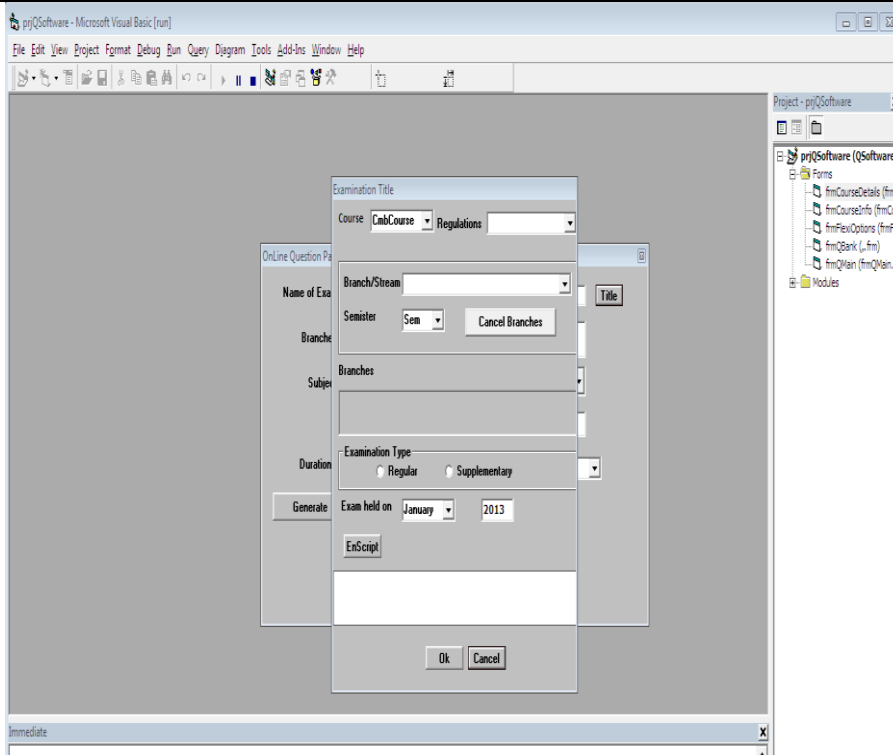 prjQSoftware - Microsoft Visual Basic [run]
File Edit View Project Format Debug Run Query Diagram Tools Add-Ins Window Help
Project - prjQSoftware
prjQSoftware (QSoftware
Forms
frmCourseDetails (frm
frmCourseInfo (frmCo
frmFlexiOptions (frmF
frmQBank (,.frm)
frmQMain (frmQMain.
Modules
OnLine Question Pa
Name of Exa
Title
Branche
Subje
Duration
Generate
Examination Title
Course CmbCourse Regulations
Branch/Stream
Semister Sem Cancel Branches
Branches
Examination Type
Regular Supplementary
Exam held on January 2013
EnScript
Ok Cancel
Immediate